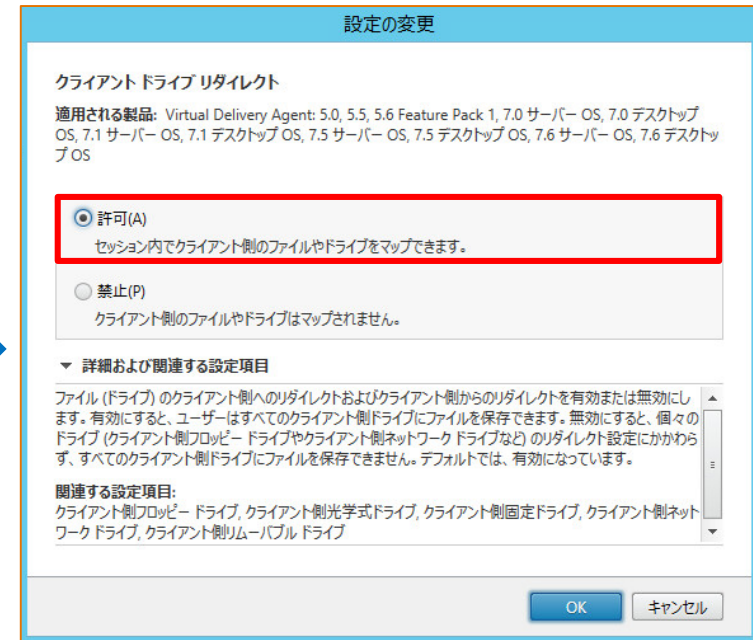 設定の変更
クライアント ドライブ リダイレクト
適用される製品: Virtual Delivery Agent: 5.0, 5.5, 5.6 Feature Pack 1, 7.0 サーバー OS, 7.0 デスクトップ
OS, 7.1 サーバー OS, 7.1 デスクトップ OS, 7.5 サーバー OS, 7.5 デスクトップ OS, 7.6 サーバー OS, 7.6 デスクトッ
プ OS
許可(A)
セッション内でクライアント側のファイルやドライブをマップできます。
禁止(P)
クライアント側のファイルやドライブはマップされません。
詳細および関連する設定項目
ファイル (ドライブ) のクライアント側へのリダイレクトおよびクライアント側からのリダイレクトを有効または無効にし
ます。有効にすると、ユーザーはすべてのクライアント側ドライブにファイルを保存できます。無効にすると、個々の
ドライブ (クライアント側フロッピー ドライブやクライアント側ネットワーク ドライブなど) のリダイレクト設定にかかわら
ず、すべてのクライアント側ドライブにファイルを保存できません。デフォルトでは、有効になっています。
関連する設定項目:
クライアント側フロッピー ドライブ, クライアント側光学式ドライブ, クライアント側固定ドライブ, クライアント側ネット
ワーク ドライブ, クライアント側リムーバブル ドライブ
OK
キャンセル